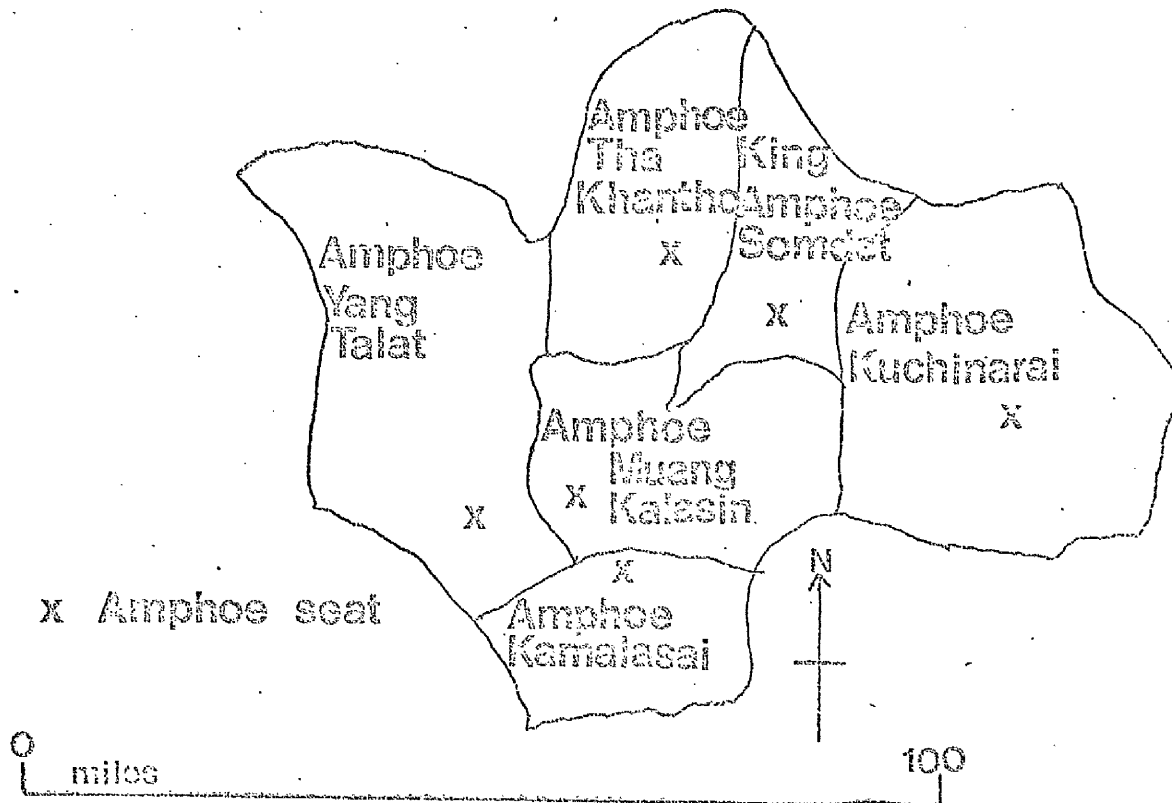 Amphoe
Tha
Khantho
King
Amphoe
Somdet
x
x
Amphoe
Yang
Talat
x
Amphoe
Kuchinarai
x
Amphoe
Muang
Kalasin
x
x
Amphoe
Kamalasai
x Amphoe seat
N
0
miles
100